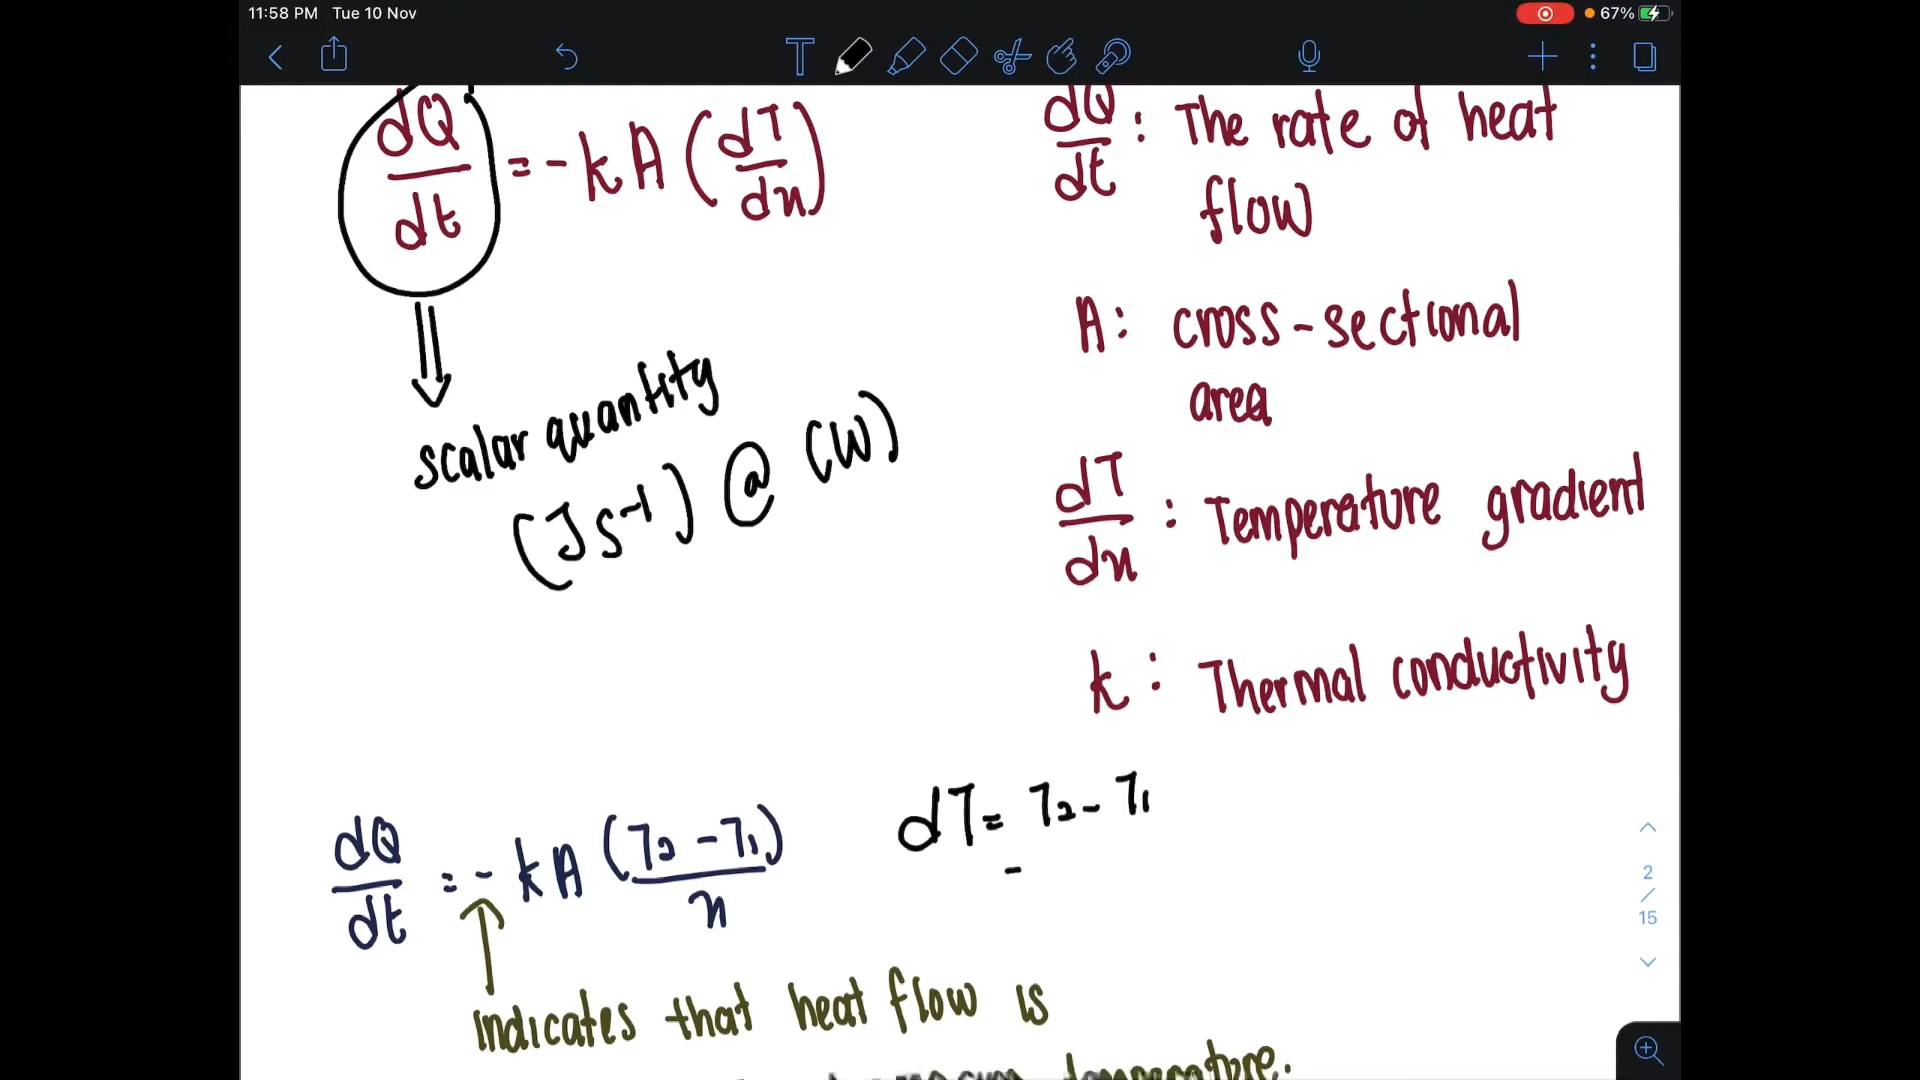 11:58 PM Tue 10 Nov
67%
dQ/dt = -kA (dT/dx)
dQ/dt : The rate of heat
flow
A: cross-sectional
area
scalar quantity
(Js⁻¹) @ (W)
dT/dx : Temperature gradient
k: Thermal conductivity
dT = T₂ - T₁
-
dQ/dt = - kA (T₂ - T₁)/x
2
/
15
indicates that heat flow is
temperature.